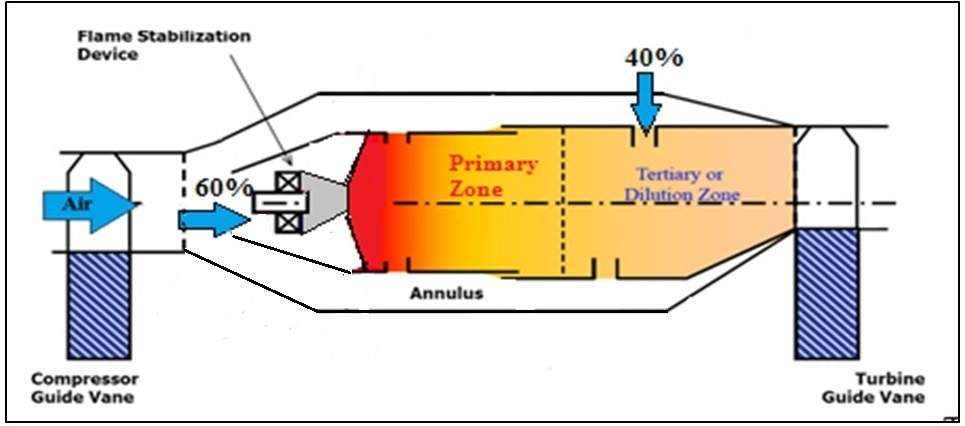 Flame Stabilization
Device
40%
60%
Air
Primary
Zone
Tertiary or
Dilution Zone
Annulus
Compressor
Guide Vane
Turbine
Guide Vane